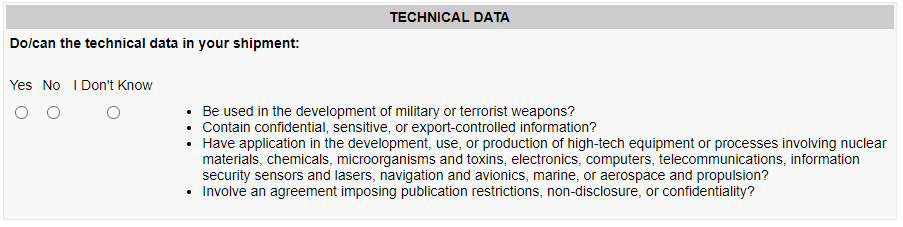 TECHNICAL DATA
Do/can the technical data in your shipment:
Yes No I Don't Know
• Be used in the development of military or terrorist weapons?
• Contain confidential, sensitive, or export-controlled information?
• Have application in the development, use, or production of high-tech equipment or processes involving nuclear
materials, chemicals, microorganisms and toxins, electronics, computers, telecommunications, information
security sensors and lasers, navigation and avionics, marine, or aerospace and propulsion?
• Involve an agreement imposing publication restrictions, non-disclosure, or confidentiality?